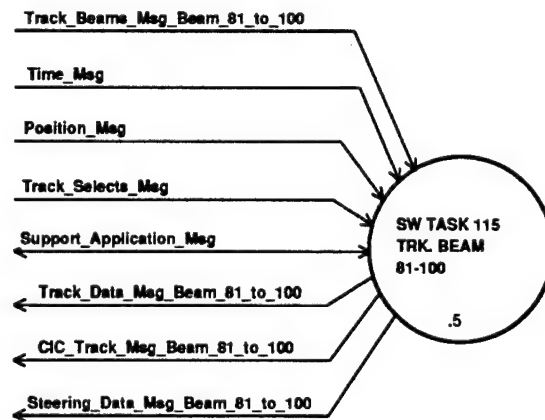 Track_Beams_Msg_Beam_81_to_100
Time_Msg
Position_Msg
Track_Selects_Msg
Support_Application_Msg
Track_Data_Msg_Beam_81_to_100
CIC_Track_Msg_Beam_81_to_100
Steering_Data_Msg_Beam_81_to_100
SW TASK 115
TRK. BEAM
81-100
.5